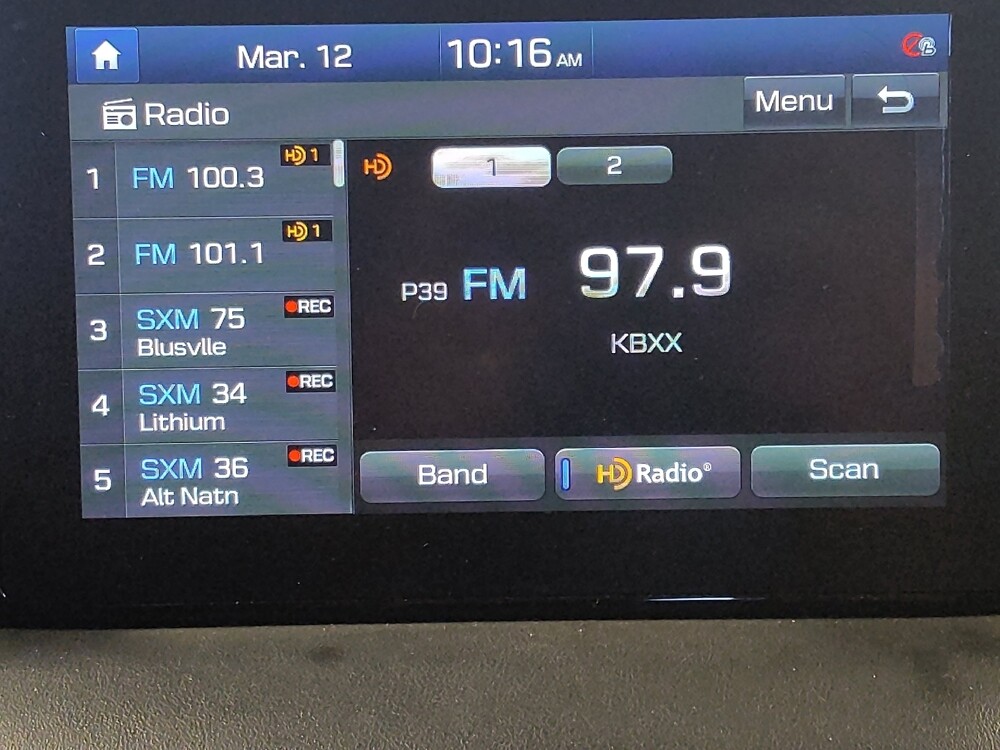 Mar. 12 10:16 AM
Radio Menu
1 FM 100.3 HD 1
2 FM 101.1 HD 1
3 SXM 75 REC
Blusvlle
4 SXM 34 REC
Lithium
5 SXM 36 REC
Alt Natn
HD 1 2
P39 FM 97.9
KBXX
Band HD Radio® Scan